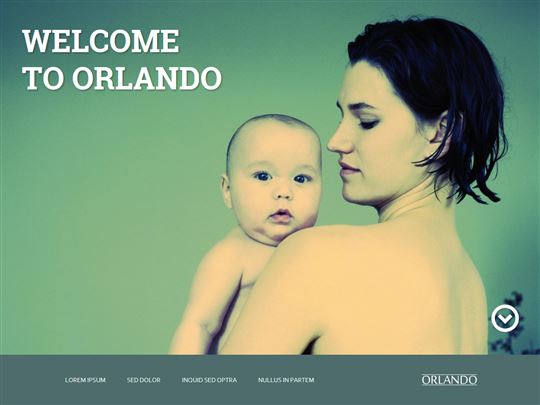 WELCOME
TO ORLANDO
LOREM IPSUM SED DOLOR INQUID SED OPTRA NULLUS IN PARTEM ORLANDO